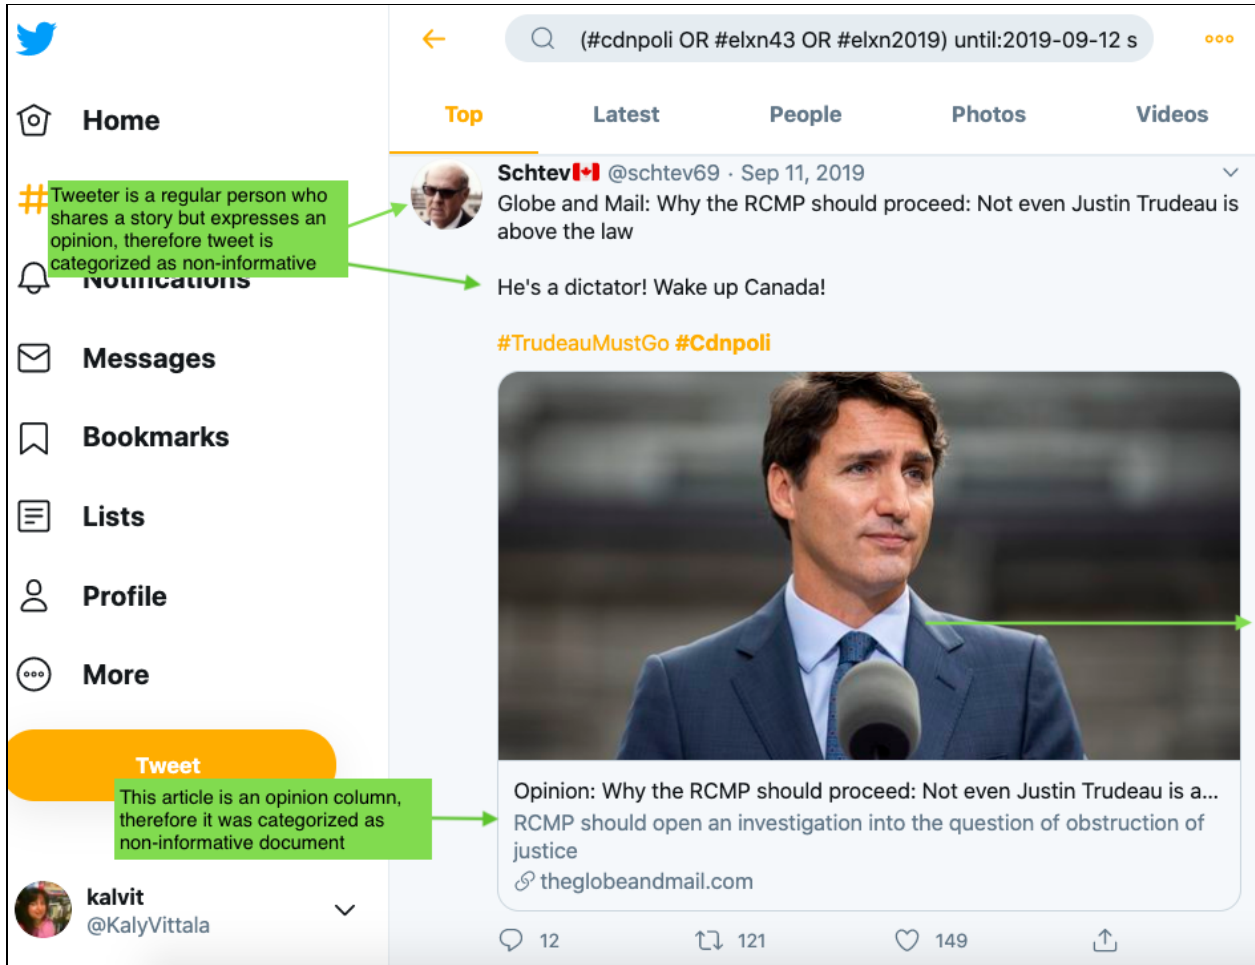 (#cdnpoli OR #elxn43 OR #elxn2019) until:2019-09-12 s
Home
Top
Latest
People
Photos
Videos
#
Tweeter is a regular person who
shares a story but expresses an
opinion, therefore tweet is
categorized as non-informative
Notifications
Messages
Bookmarks
Lists
Profile
More
Tweet
This article is an opinion column,
therefore it was categorized as
non-informative document
kalvit
@KalyVittala
Schtev🇨🇦 @schtev69 · Sep 11, 2019
Globe and Mail: Why the RCMP should proceed: Not even Justin Trudeau is
above the law
He's a dictator! Wake up Canada!
#TrudeauMustGo #Cdnpoli
Opinion: Why the RCMP should proceed: Not even Justin Trudeau is a...
RCMP should open an investigation into the question of obstruction of
justice
theglobeandmail.com
12
121
149